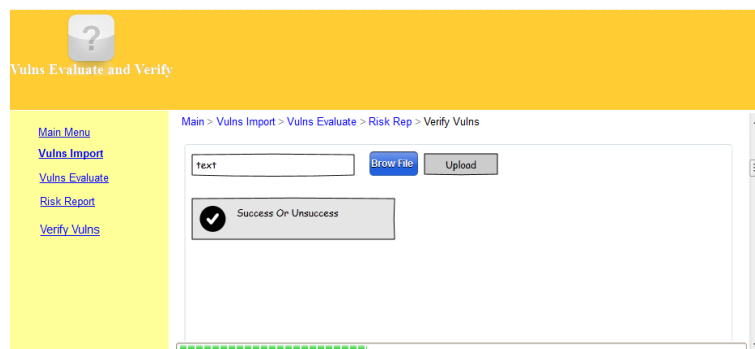 ?
Vulns Evaluate and Verify
Main > Vulns Import > Vulns Evaluate > Risk Rep > Verify Vulns
Main Menu
Vulns Import
Vulns Evaluate
Risk Report
Verify Vulns
text
Brow File
Upload
Success Or Unsuccess